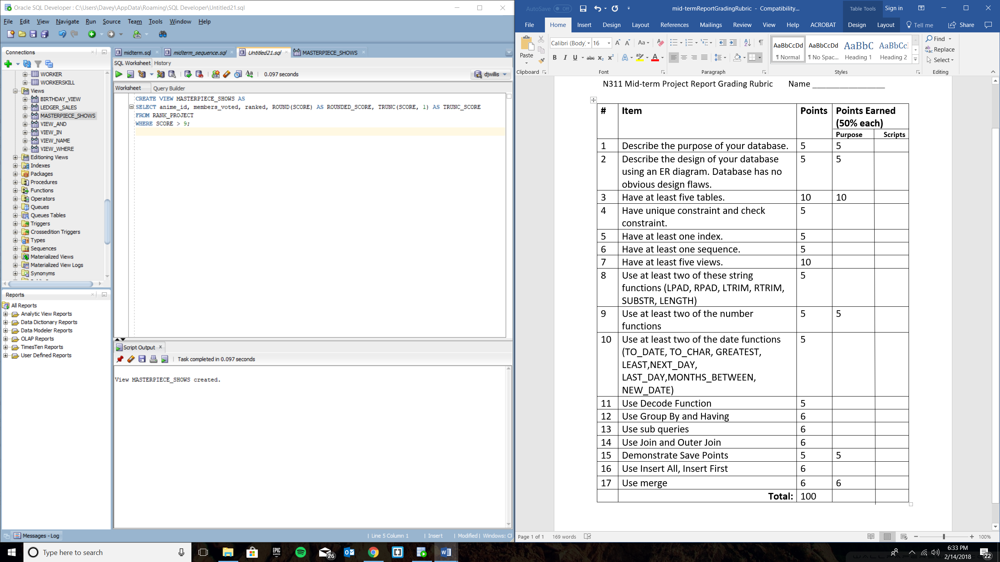 Oracle SQL Developer : C:\Users\Davey\AppData\Roaming\SQL Developer\Untitled21.sql
File Edit View Navigate Run Source Team Tools Window Help
Connections
WORKER
WORKERSKILL
Views
BIRTHDAY_VIEW
LEDGER_SALES
MASTERPIECE_SHOWS
VIEW_AND
VIEW_IN
VIEW_NAME
VIEW_WHERE
Editioning Views
Indexes
Packages
Procedures
Functions
Operators
Queues
Queues Tables
Triggers
Crossedition Triggers
Types
Sequences
Materialized Views
Materialized View Logs
Synonyms
Reports
All Reports
Analytic View Reports
Data Dictionary Reports
Data Modeler Reports
OLAP Reports
TimesTen Reports
User Defined Reports
Messages - Log
midterm.sql midterm_sequence.sql Untitled21.sql MASTERPIECE_SHOWS
SQL Worksheet History
0.097 seconds djwillis
Worksheet Query Builder
CREATE VIEW MASTERPIECE_SHOWS AS
SELECT anime_id, members_voted, ranked, ROUND(SCORE) AS ROUNDED_SCORE, TRUNC(SCORE, 1) AS TRUNC_SCORE
FROM RANK_PROJECT
WHERE SCORE > 9;
Script Output x
Task completed in 0.097 seconds
View MASTERPIECE_SHOWS created.
Line 5 Column 1 Insert Modified Windows: CF
AutoSave Off mid-termReportGradingRubric - Compatibility... Table Tools Sign in
File Home Insert Design Layout References Mailings Review View Help ACROBAT Design Layout Tell me Share
Paste
Calibri (Body) 16
AaBbCcDd AaBbCcDd AaBbC AaBbCc
¶ Normal ¶ No Spac... Heading 1 Heading 2
Find
Replace
Select
Clipboard Font Paragraph Styles Editing
N311 Mid-term Project Report Grading Rubric Name ________________
# Item Points Points Earned
(50% each)
Purpose Scripts
1 Describe the purpose of your database. 5 5
2 Describe the design of your database 5 5
using an ER diagram. Database has no
obvious design flaws.
3 Have at least five tables. 10 10
4 Have unique constraint and check 5
constraint.
5 Have at least one index. 5
6 Have at least one sequence. 5
7 Have at least five views. 10
8 Use at least two of these string 5
functions (LPAD, RPAD, LTRIM, RTRIM,
SUBSTR, LENGTH)
9 Use at least two of the number 5 5
functions
10 Use at least two of the date functions 5
(TO_DATE, TO_CHAR, GREATEST,
LEAST,NEXT_DAY,
LAST_DAY,MONTHS_BETWEEN,
NEW_DATE)
11 Use Decode Function 5
12 Use Group By and Having 6
13 Use sub queries 6
14 Use Join and Outer Join 6
15 Demonstrate Save Points 5 5
16 Use Insert All, Insert First 6
17 Use merge 6 6
Total: 100
Page 1 of 1 169 words 100%
Type here to search
EPIC GAMES
26
6:33 PM
2/14/2018
22